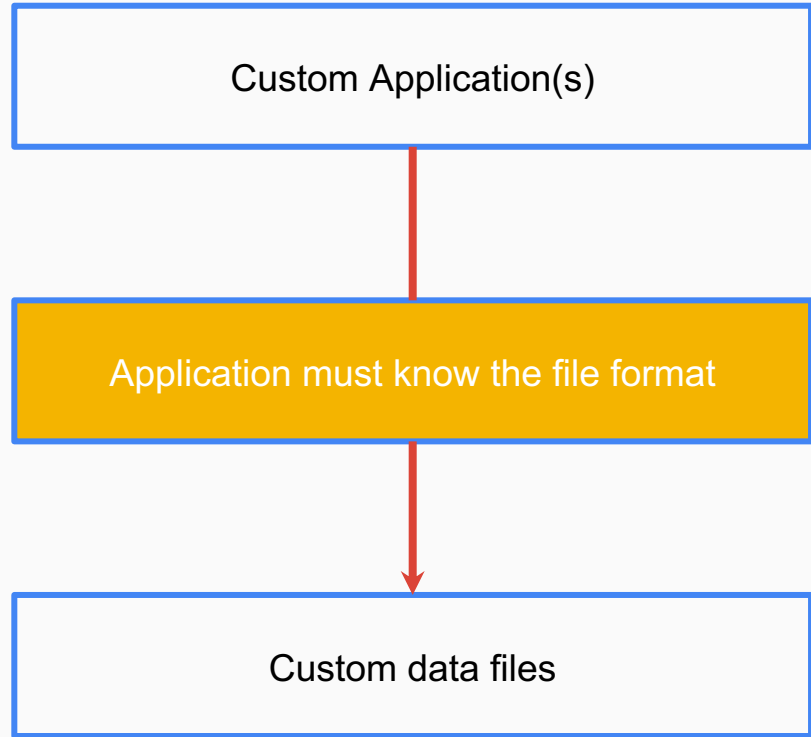 Custom Application(s)
Application must know the file format
Custom data files